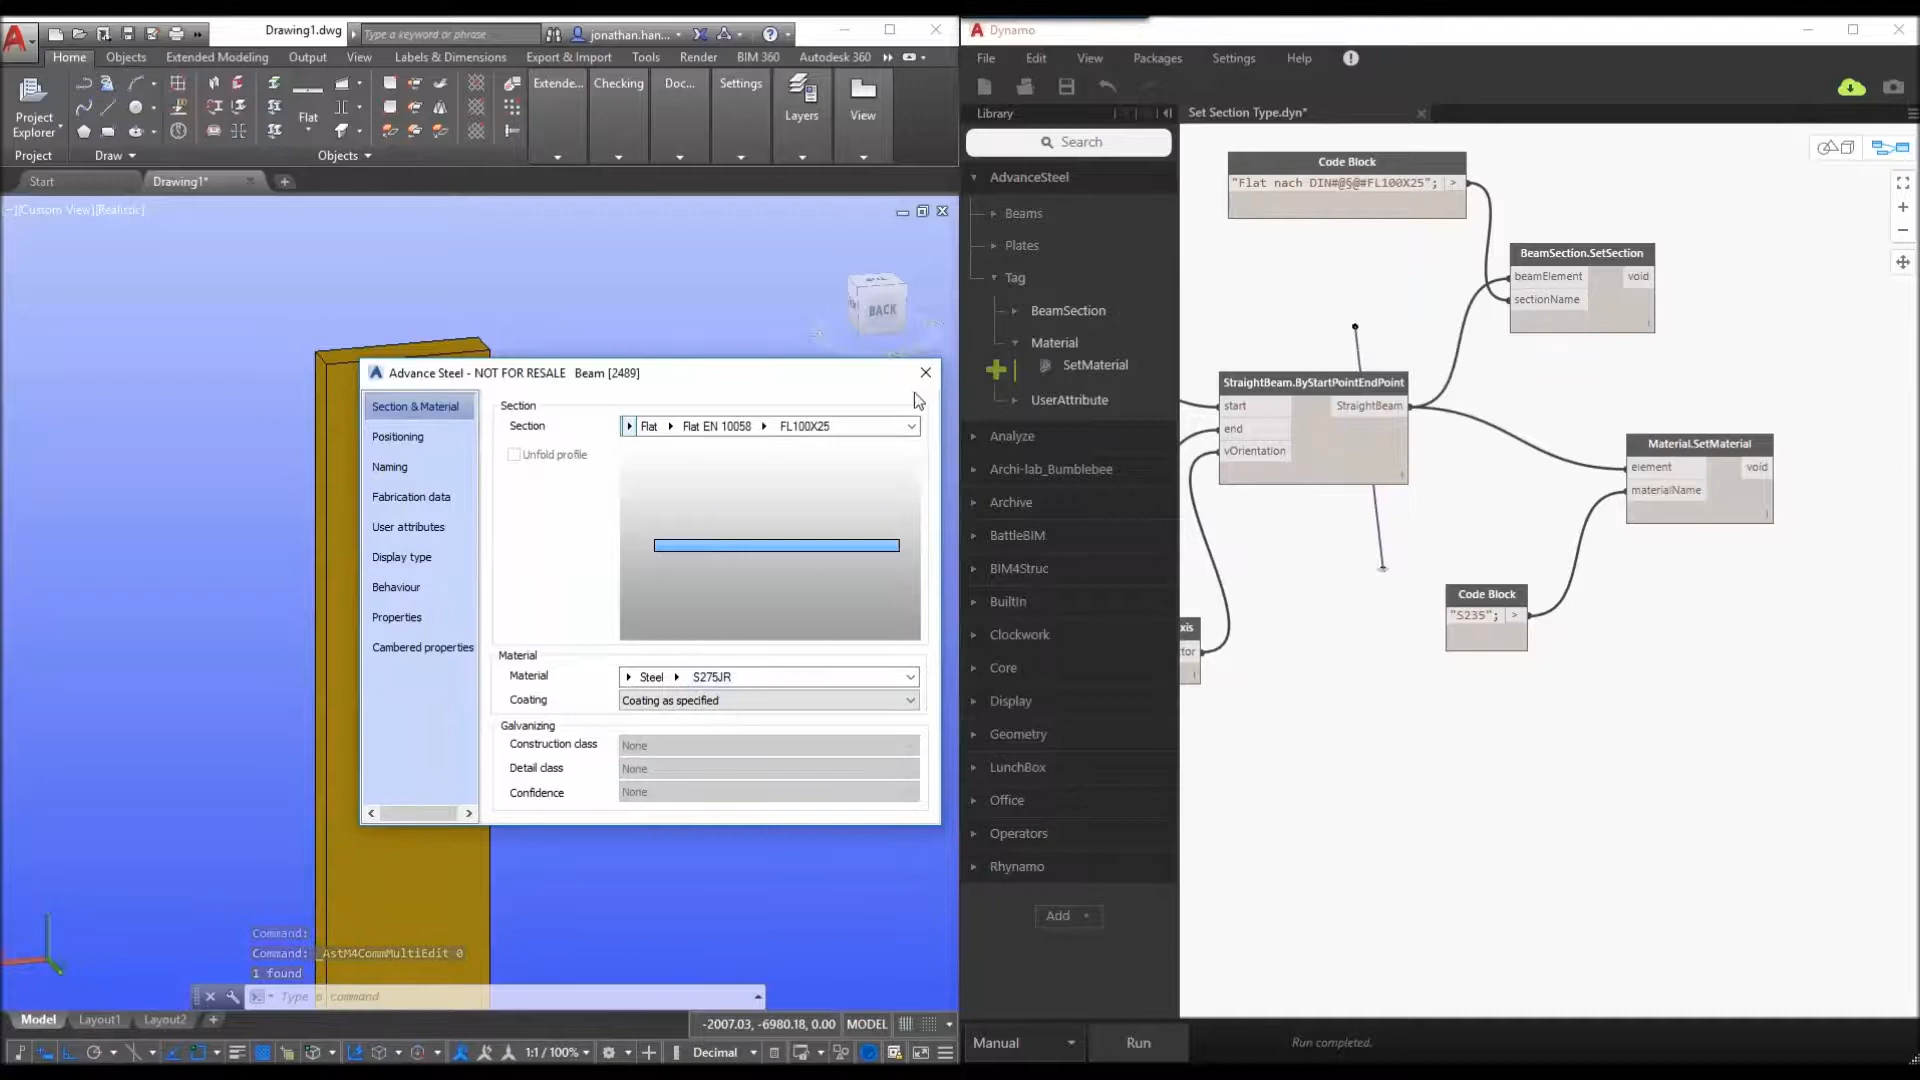 Drawing1.dwg
Type a keyword or phrase
jonathan.han...
Home Objects Extended Modeling Output View Labels & Dimensions Export & Import Tools Render BIM 360 Autodesk 360
Project
Explorer
Flat
Extende...
Checking
Doc...
Settings
Layers
View
Project
Draw
Objects
Start
Drawing1*
[−][Custom View][Realistic]
BACK
Advance Steel - NOT FOR RESALE Beam [2489]
Section & Material
Positioning
Naming
Fabrication data
User attributes
Display type
Behaviour
Properties
Cambered properties
Section
Section Flat Flat EN 10058 FL100X25
Unfold profile
Material
Material Steel S275JR
Coating Coating as specified
Galvanizing
Construction class None
Detail class None
Confidence None
Command:
Command: _AstM4CommMultiEdit 0
1 found
Type a command
Model Layout1 Layout2
-2007.03, -6980.18, 0.00 MODEL
1:1 / 100% Decimal
Dynamo
File Edit View Packages Settings Help
Library
Set Section Type.dyn*
Search
AdvanceSteel
Beams
Plates
Tag
BeamSection
Material
SetMaterial
UserAttribute
Analyze
Archi-lab_Bumblebee
Archive
BattleBIM
BIM4Struc
BuiltIn
Clockwork
Core
Display
Geometry
LunchBox
Office
Operators
Rhynamo
Add
Code Block
"Flat nach DIN#@§@#FL100X25"; >
BeamSection.SetSection
beamElement void
sectionName
StraightBeam.ByStartPointEndPoint
start StraightBeam
end
vOrientation
Material.SetMaterial
element void
materialName
Code Block
"S235"; >
xis
tor
Manual Run Run completed.